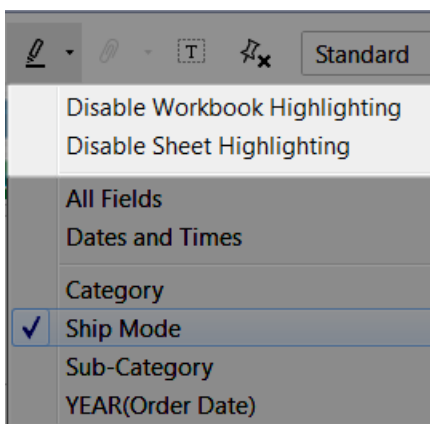 T Standard
Disable Workbook Highlighting
Disable Sheet Highlighting
All Fields
Dates and Times
Category
Ship Mode
Sub-Category
YEAR(Order Date)